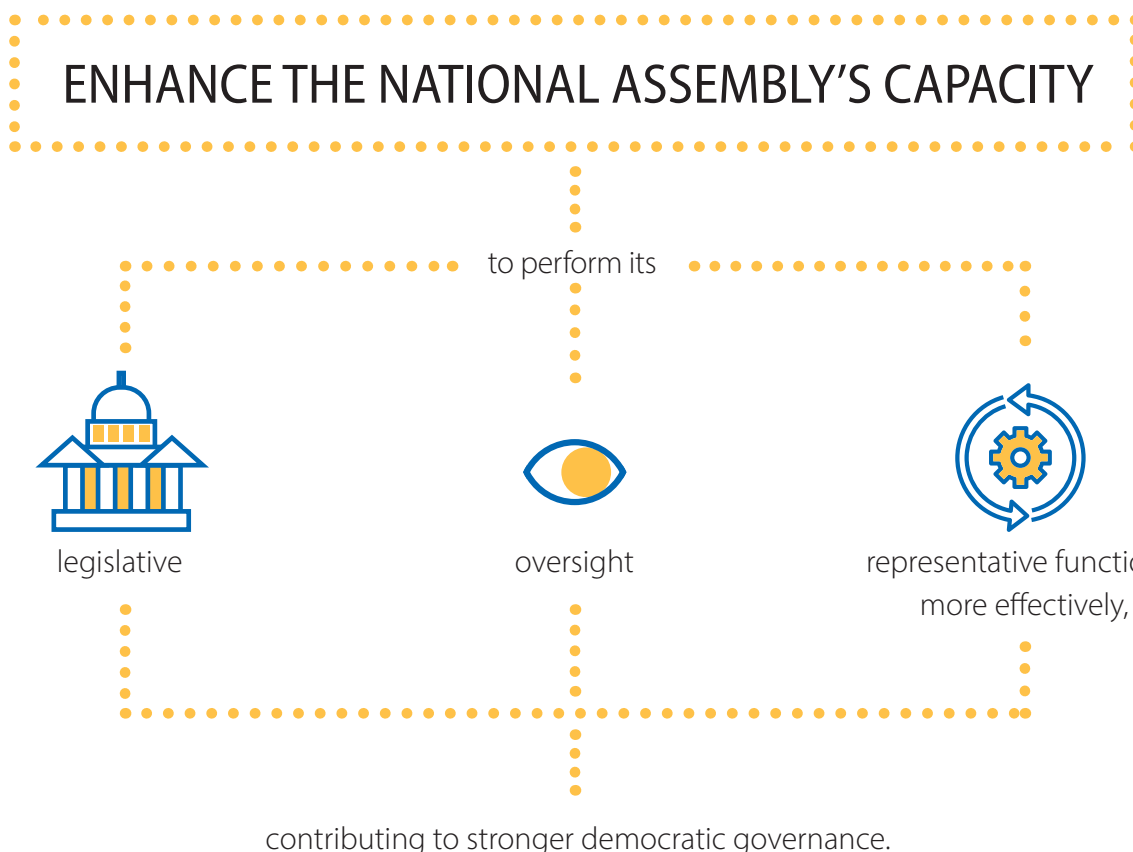 ENHANCE THE NATIONAL ASSEMBLY’S CAPACITY
to perform its
legislative
oversight
representative
more effectively,
contributing to stronger democratic governance.